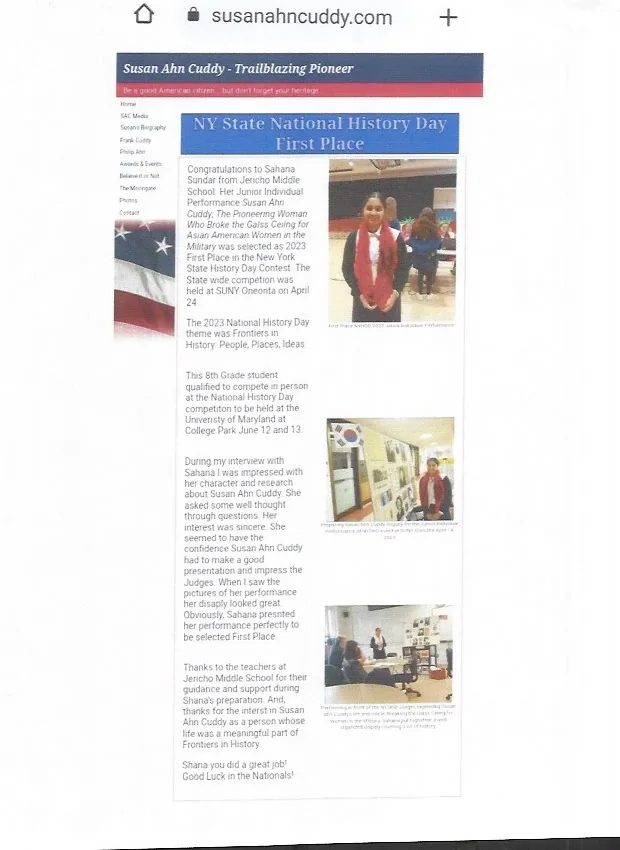 susanahncuddy.com
Susan Ahn Cuddy - Trailblazing Pioneer
Be a good American citizen... but don't forget your heritage
Home
SAC Media
Susan's Biography
Frank Cuddy
Philip Ahn
Awards & Events
Believe it or Not
The Moongate
Photos
Contact
NY State National History Day
First Place
Congratulations to Sahana
Sundar from Jericho Middle
School. Her Junior Individual
Performance Susan Ahn
Cuddy, The Pioneering Woman
Who Broke the Galss Ceiing for
Asian American Women in the
Military was selected as 2023
First Place in the New York
State History Day Contest. The
State wide competion was
held at SUNY Oneonta on April
24.
The 2023 National History Day
theme was Frontiers in
History: People, Places, Ideas
This 8th Grade student
qualified to compete in person
at the National History Day
competiton to be held at the
Univeristy of Maryland at
College Park June 12 and 13.
During my interview with
Sahana I was impressed with
her character and research
about Susan Ahn Cuddy. She
asked some well thought
through questions. Her
interest was sincere. She
seemed to have the
confidence Susan Ahn Cuddy
had to make a good
presentation and impress the
Judges. When I saw the
pictures of her performance
her disaply looked great.
Obviously, Sahana presnted
her performance perfectly to
be selected First Place.
Thanks to the teachers at
Jericho Middle School for their
guidance and support during
Shana's preparation. And,
thanks for the interst in Susan
Ahn Cuddy as a person whose
life was a meaningful part of
Frontiers in History.
Shana you did a great job!
Good Luck in the Nationals!